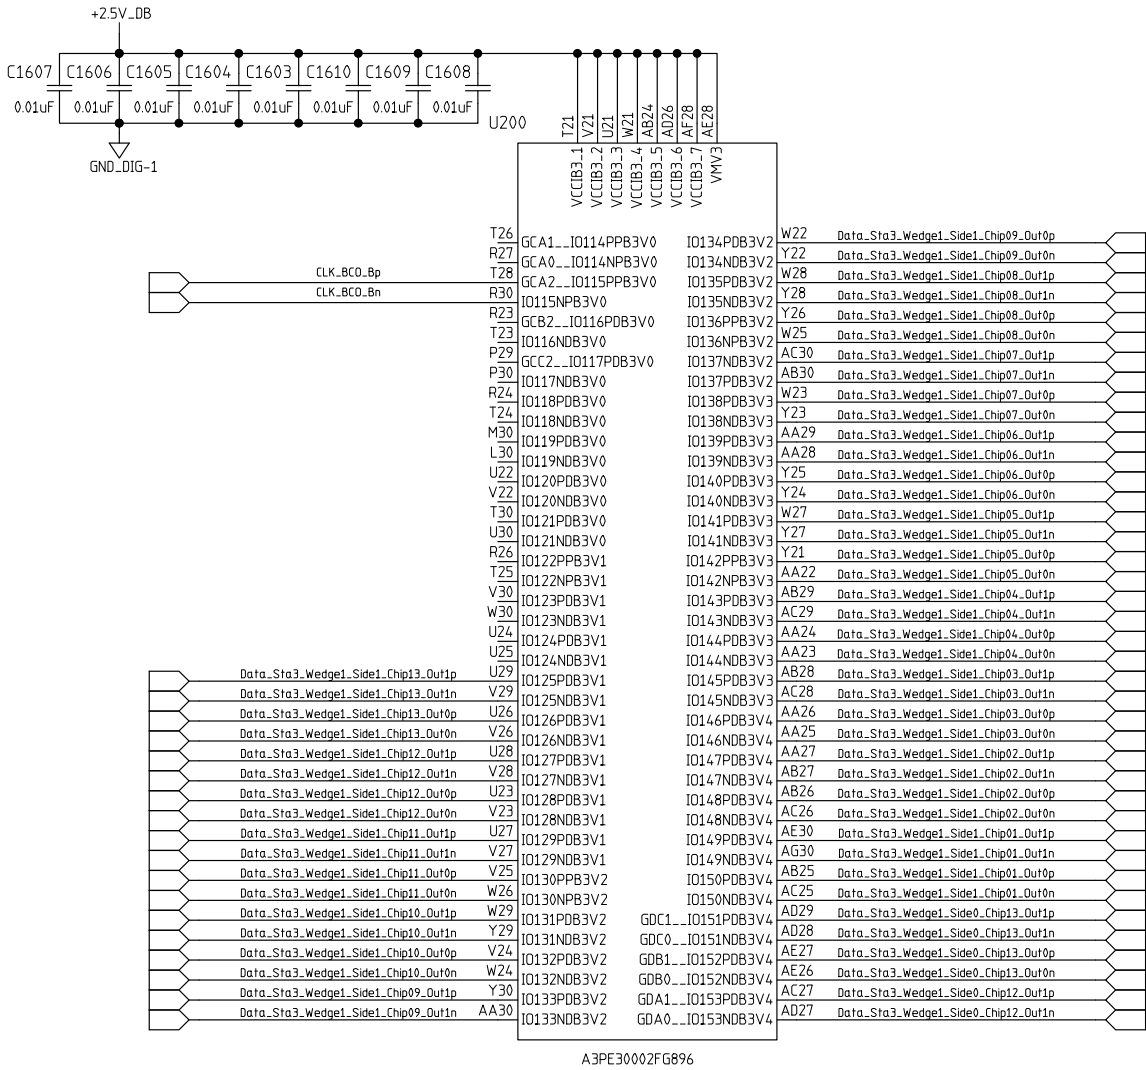 +2.5V_DB
C1607 C1606 C1605 C1604 C1603 C1610 C1609 C1608
0.01uF 0.01uF 0.01uF 0.01uF 0.01uF 0.01uF 0.01uF 0.01uF
GND_DIG-1
U200
T21 V21 U21 W21 AB24 AD26 AF28 AE28
VCCIB3_1 VCCIB3_2 VCCIB3_3 VCCIB3_4 VCCIB3_5 VCCIB3_6 VCCIB3_7 VMV3
T26 GCA1__IO114PPB3V0 IO134PDB3V2 W22 Data_Sta3_Wedge1_Side1_Chip09_Out0p
R27 GCA0__IO114NPB3V0 IO134NDB3V2 Y22 Data_Sta3_Wedge1_Side1_Chip09_Out0n
CLK_BCO_Bp T28 GCA2__IO115PPB3V0 IO135PDB3V2 W28 Data_Sta3_Wedge1_Side1_Chip08_Out1p
CLK_BCO_Bn R30 IO115NPB3V0 IO135NDB3V2 Y28 Data_Sta3_Wedge1_Side1_Chip08_Out1n
R23 GCB2__IO116PDB3V0 IO136PPB3V2 Y26 Data_Sta3_Wedge1_Side1_Chip08_Out0p
T23 IO116NDB3V0 IO136NPB3V2 W25 Data_Sta3_Wedge1_Side1_Chip08_Out0n
P29 GCC2__IO117PDB3V0 IO137NDB3V2 AC30 Data_Sta3_Wedge1_Side1_Chip07_Out1p
P30 IO117NDB3V0 IO137PDB3V2 AB30 Data_Sta3_Wedge1_Side1_Chip07_Out1n
R24 IO118PDB3V0 IO138PDB3V3 W23 Data_Sta3_Wedge1_Side1_Chip07_Out0p
T24 IO118NDB3V0 IO138NDB3V3 Y23 Data_Sta3_Wedge1_Side1_Chip07_Out0n
M30 IO119PDB3V0 IO139PDB3V3 AA29 Data_Sta3_Wedge1_Side1_Chip06_Out1p
L30 IO119NDB3V0 IO139NDB3V3 AA28 Data_Sta3_Wedge1_Side1_Chip06_Out1n
U22 IO120PDB3V0 IO140PDB3V3 Y25 Data_Sta3_Wedge1_Side1_Chip06_Out0p
V22 IO120NDB3V0 IO140NDB3V3 Y24 Data_Sta3_Wedge1_Side1_Chip06_Out0n
T30 IO121PDB3V0 IO141PDB3V3 W27 Data_Sta3_Wedge1_Side1_Chip05_Out1p
U30 IO121NDB3V0 IO141NDB3V3 Y27 Data_Sta3_Wedge1_Side1_Chip05_Out1n
R26 IO122PPB3V1 IO142PPB3V3 Y21 Data_Sta3_Wedge1_Side1_Chip05_Out0p
T25 IO122NPB3V1 IO142NPB3V3 AA22 Data_Sta3_Wedge1_Side1_Chip05_Out0n
V30 IO123PDB3V1 IO143PDB3V3 AB29 Data_Sta3_Wedge1_Side1_Chip04_Out1p
W30 IO123NDB3V1 IO143NDB3V3 AC29 Data_Sta3_Wedge1_Side1_Chip04_Out1n
U24 IO124PDB3V1 IO144PDB3V3 AA24 Data_Sta3_Wedge1_Side1_Chip04_Out0p
U25 IO124NDB3V1 IO144NDB3V3 AA23 Data_Sta3_Wedge1_Side1_Chip04_Out0n
Data_Sta3_Wedge1_Side1_Chip13_Out1p U29 IO125PDB3V1 IO145PDB3V3 AB28 Data_Sta3_Wedge1_Side1_Chip03_Out1p
Data_Sta3_Wedge1_Side1_Chip13_Out1n V29 IO125NDB3V1 IO145NDB3V3 AC28 Data_Sta3_Wedge1_Side1_Chip03_Out1n
Data_Sta3_Wedge1_Side1_Chip13_Out0p U26 IO126PDB3V1 IO146PDB3V4 AA26 Data_Sta3_Wedge1_Side1_Chip03_Out0p
Data_Sta3_Wedge1_Side1_Chip13_Out0n V26 IO126NDB3V1 IO146NDB3V4 AA25 Data_Sta3_Wedge1_Side1_Chip03_Out0n
Data_Sta3_Wedge1_Side1_Chip12_Out1p U28 IO127PDB3V1 IO147PDB3V4 AA27 Data_Sta3_Wedge1_Side1_Chip02_Out1p
Data_Sta3_Wedge1_Side1_Chip12_Out1n V28 IO127NDB3V1 IO147NDB3V4 AB27 Data_Sta3_Wedge1_Side1_Chip02_Out1n
Data_Sta3_Wedge1_Side1_Chip12_Out0p U23 IO128PDB3V1 IO148PDB3V4 AB26 Data_Sta3_Wedge1_Side1_Chip02_Out0p
Data_Sta3_Wedge1_Side1_Chip12_Out0n V23 IO128NDB3V1 IO148NDB3V4 AC26 Data_Sta3_Wedge1_Side1_Chip02_Out0n
Data_Sta3_Wedge1_Side1_Chip11_Out1p U27 IO129PDB3V1 IO149PDB3V4 AE30 Data_Sta3_Wedge1_Side1_Chip01_Out1p
Data_Sta3_Wedge1_Side1_Chip11_Out1n V27 IO129NDB3V1 IO149NDB3V4 AG30 Data_Sta3_Wedge1_Side1_Chip01_Out1n
Data_Sta3_Wedge1_Side1_Chip11_Out0p V25 IO130PPB3V2 IO150PDB3V4 AB25 Data_Sta3_Wedge1_Side1_Chip01_Out0p
Data_Sta3_Wedge1_Side1_Chip11_Out0n W26 IO130NPB3V2 IO150NDB3V4 AC25 Data_Sta3_Wedge1_Side1_Chip01_Out0n
Data_Sta3_Wedge1_Side1_Chip10_Out1p W29 IO131PDB3V2 GDC1__IO151PDB3V4 AD29 Data_Sta3_Wedge1_Side0_Chip13_Out1p
Data_Sta3_Wedge1_Side1_Chip10_Out1n Y29 IO131NDB3V2 GDC0__IO151NDB3V4 AD28 Data_Sta3_Wedge1_Side0_Chip13_Out1n
Data_Sta3_Wedge1_Side1_Chip10_Out0p V24 IO132PDB3V2 GDB1__IO152PDB3V4 AE27 Data_Sta3_Wedge1_Side0_Chip13_Out0p
Data_Sta3_Wedge1_Side1_Chip10_Out0n W24 IO132NDB3V2 GDB0__IO152NDB3V4 AE26 Data_Sta3_Wedge1_Side0_Chip13_Out0n
Data_Sta3_Wedge1_Side1_Chip09_Out1p Y30 IO133PDB3V2 GDA1__IO153PDB3V4 AC27 Data_Sta3_Wedge1_Side0_Chip12_Out1p
Data_Sta3_Wedge1_Side1_Chip09_Out1n AA30 IO133NDB3V2 GDA0__IO153NDB3V4 AD27 Data_Sta3_Wedge1_Side0_Chip12_Out1n
A3PE30002FG896